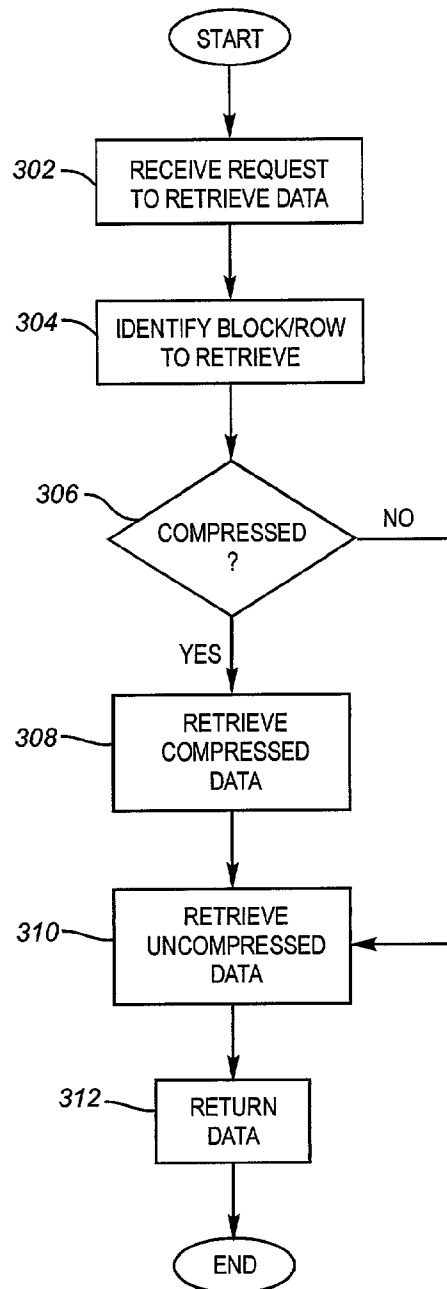 START
302
RECEIVE REQUEST
TO RETRIEVE DATA
304
IDENTIFY BLOCK/ROW
TO RETRIEVE
306
COMPRESSED
?
NO
YES
308
RETRIEVE
COMPRESSED
DATA
310
RETRIEVE
UNCOMPRESSED
DATA
312
RETURN
DATA
END